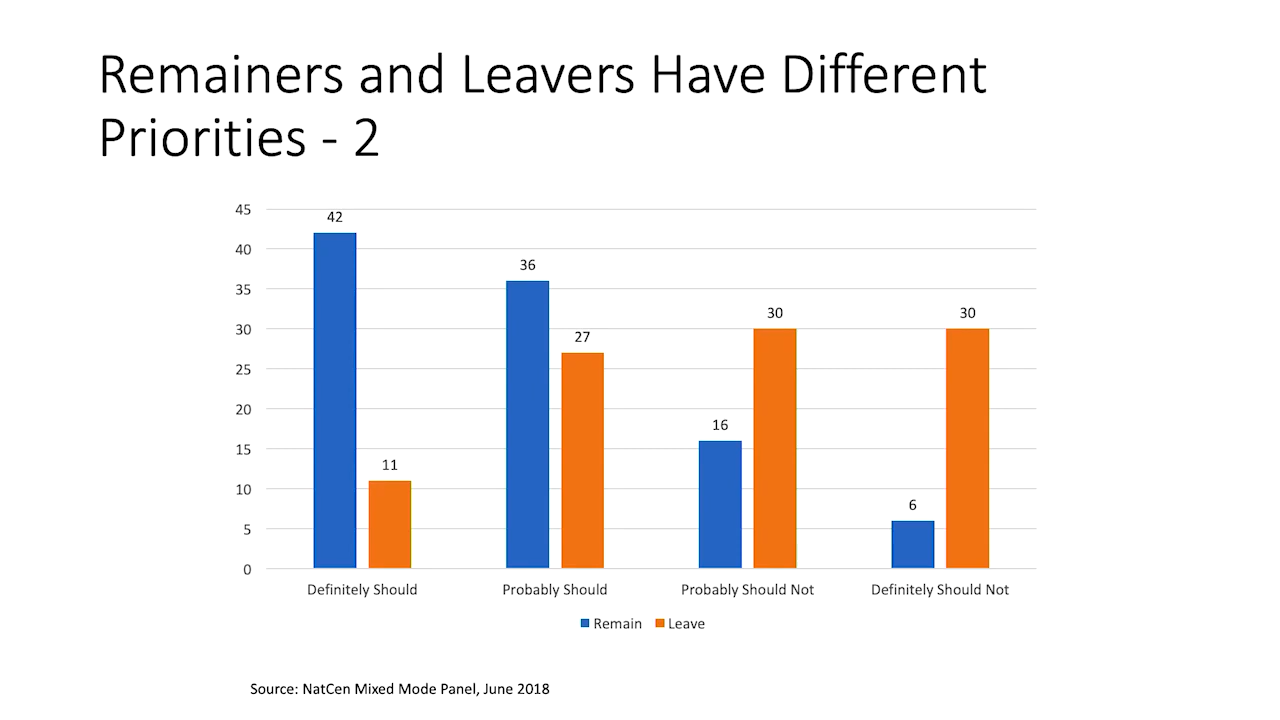 Remainers and Leavers Have Different
Priorities - 2
45
40
35
30
25
20
15
10
5
0
42
11
36
27
16
30
6
30
Definitely Should
Probably Should
Probably Should Not
Definitely Should Not
Remain
Leave
Source: NatCen Mixed Mode Panel, June 2018